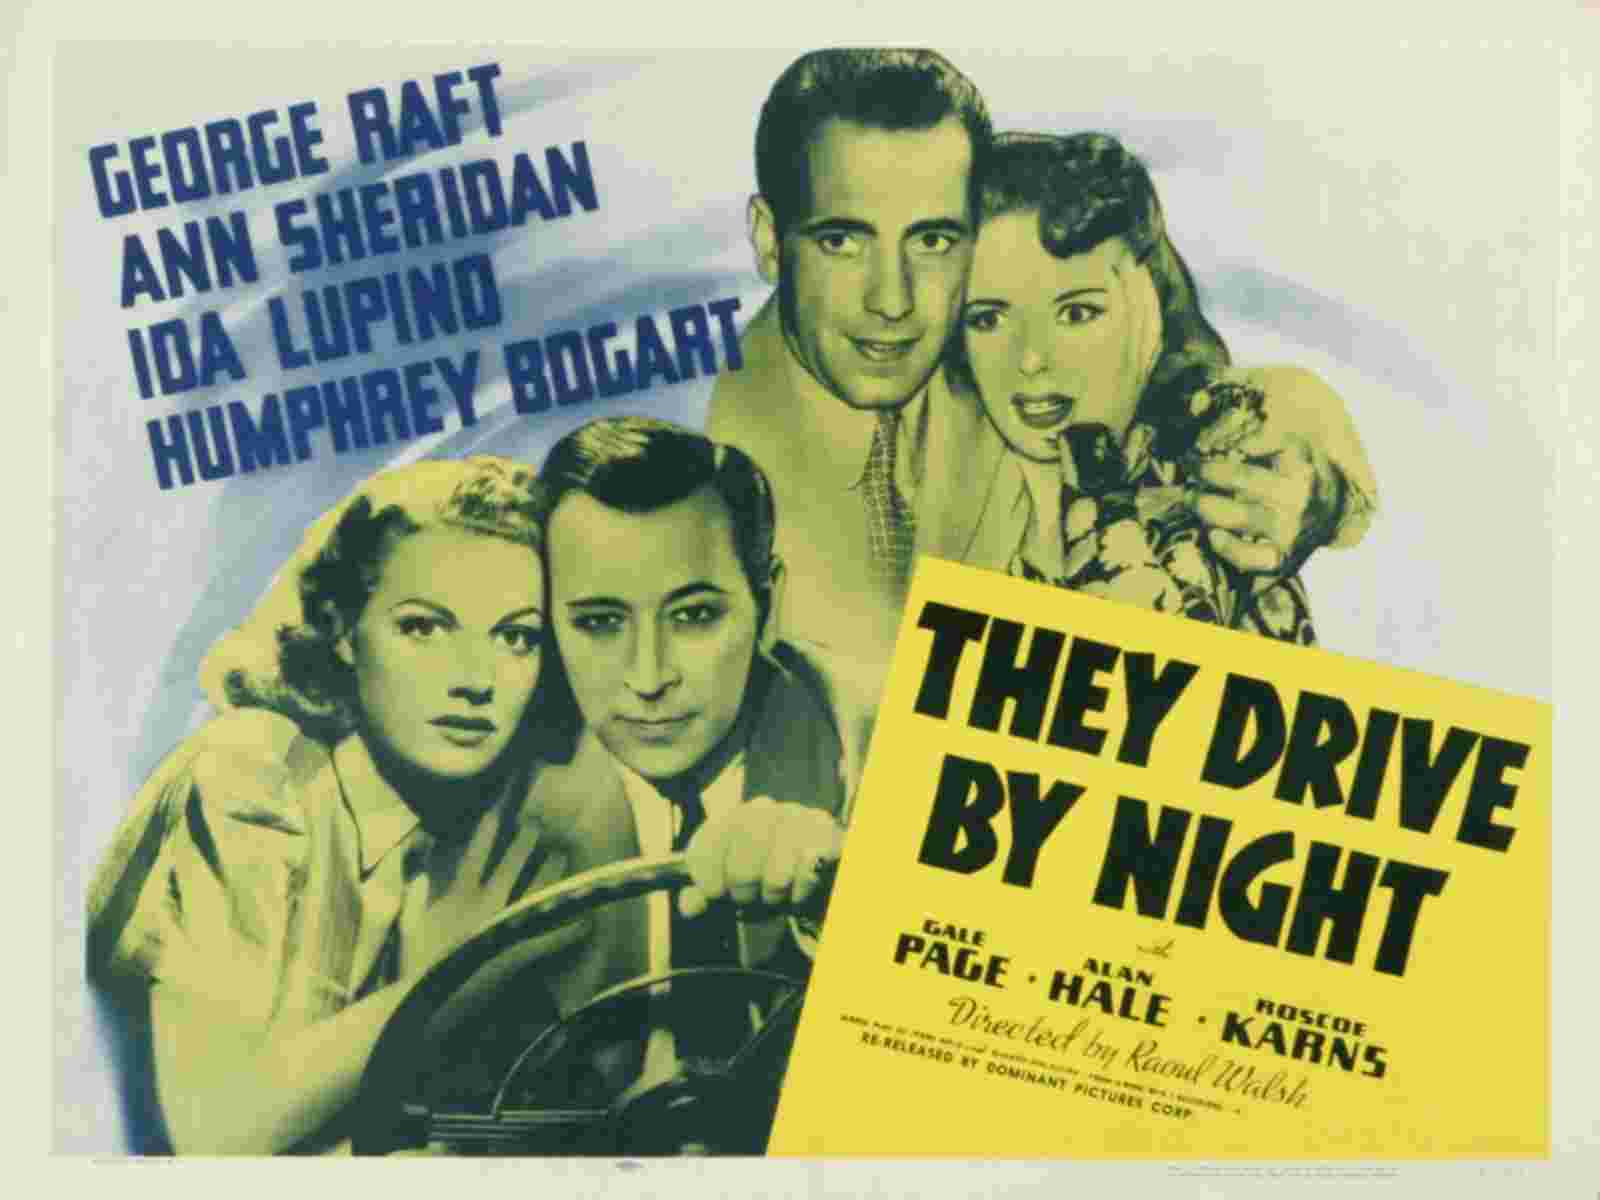 GEORGE RAFT
ANN SHERIDAN
IDA LUPINO
HUMPHREY BOGART
THEY DRIVE
BY NIGHT
with
GALE PAGE · ALAN HALE · ROSCOE KARNS
Directed by Raoul Walsh
RE-RELEASED BY DOMINANT PICTURES CORP